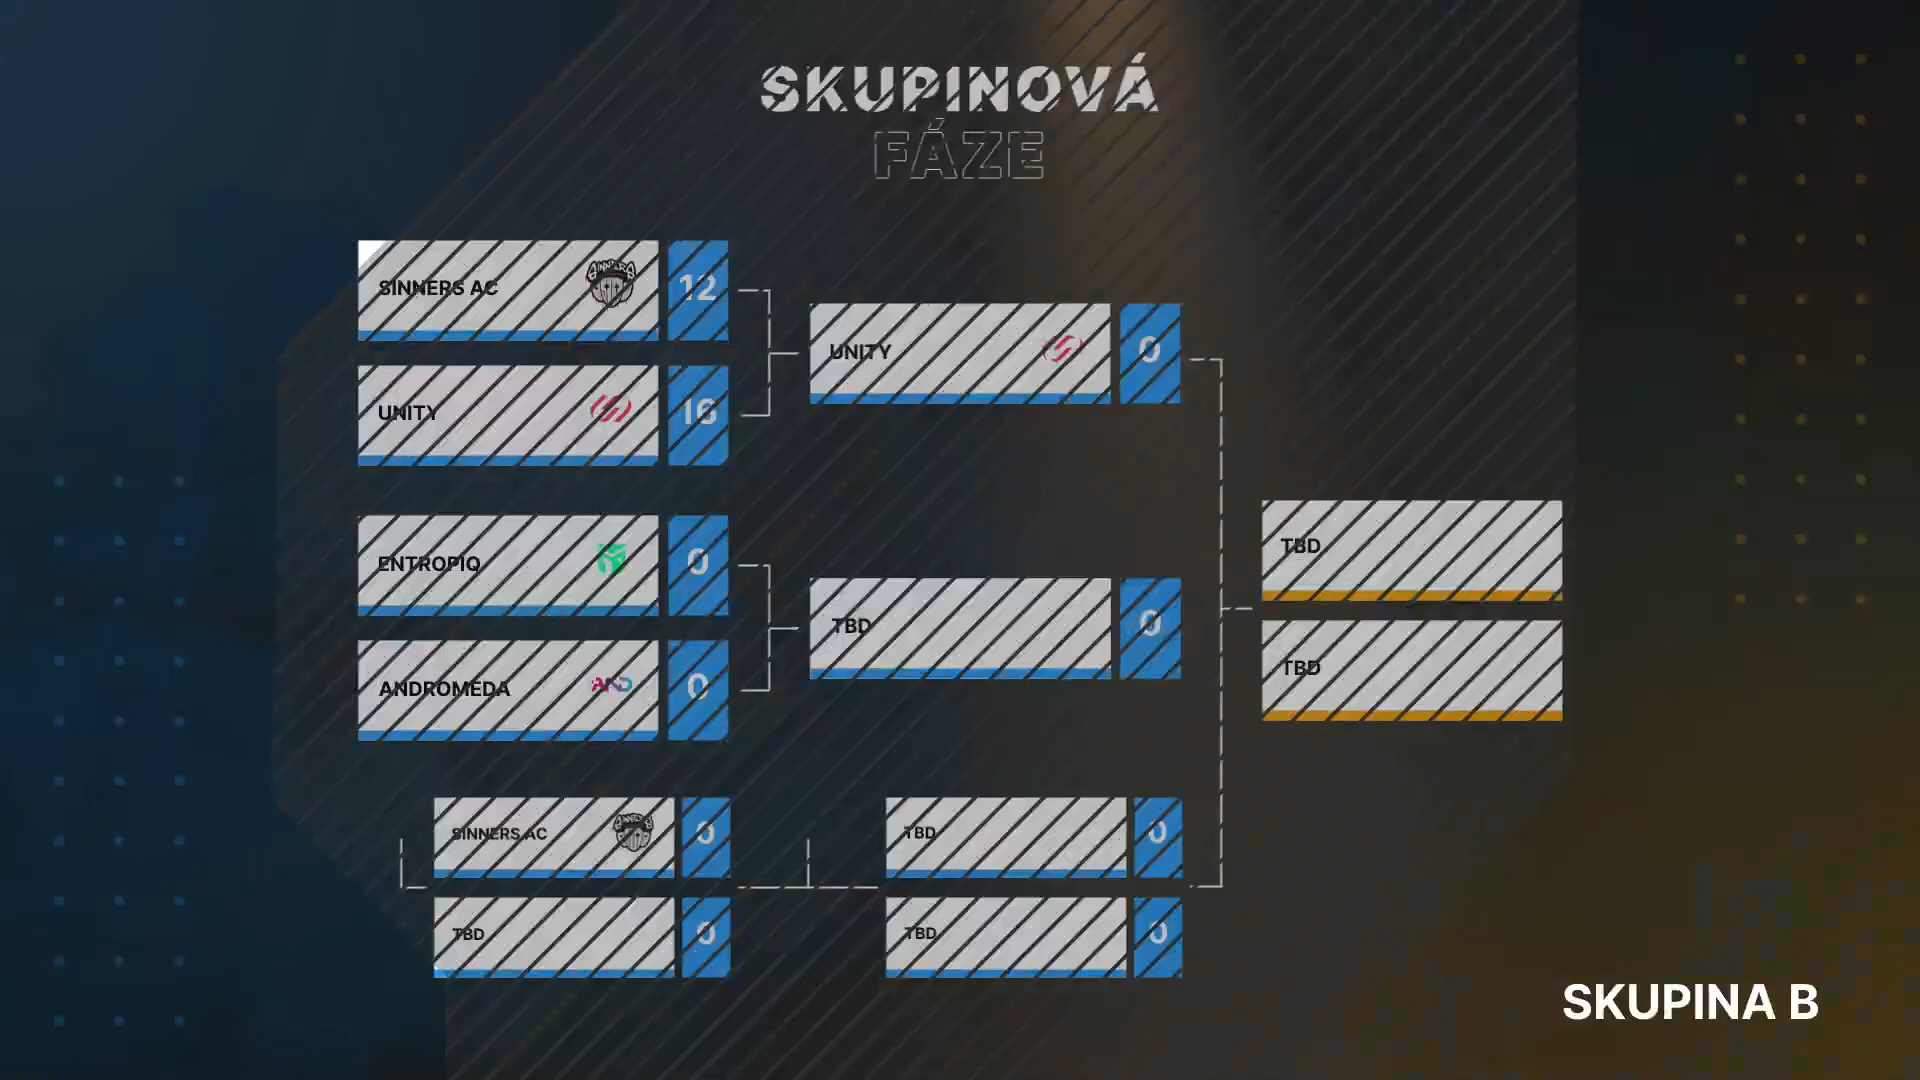 SKUPINOVÁ
FÁZE
SINNERS AC
12
UNITY
16
ENTROPIQ
0
ANDROMEDA
0
UNITY
0
TBD
0
TBD
TBD
SINNERS AC
0
TBD
0
TBD
0
TBD
0
SKUPINA B